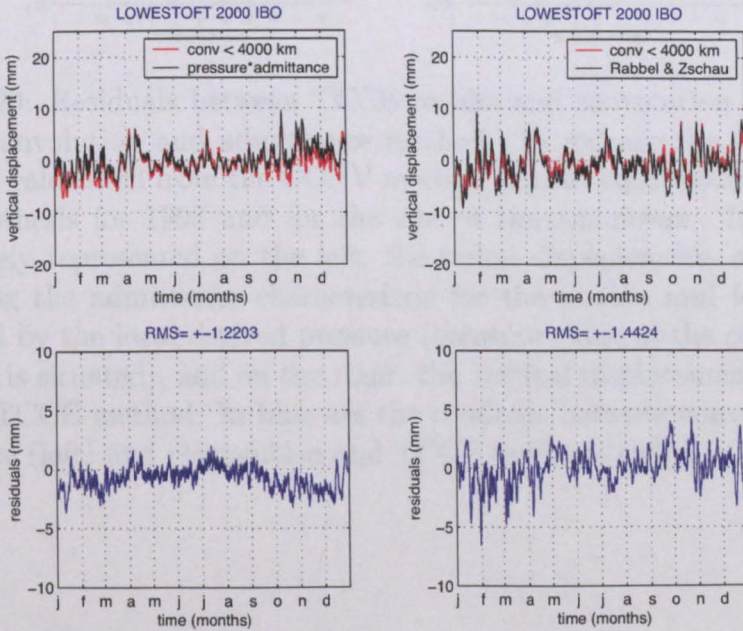 LOWESTOFT 2000 IBO
vertical displacement (mm)
20
10
0
−10
−20
conv < 4000 km
pressure*admittance
j f m a m j j a s o n d
time (months)
LOWESTOFT 2000 IBO
vertical displacement (mm)
20
10
0
−10
−20
conv < 4000 km
Rabbel & Zschau
j f m a m j j a s o n d
time (months)
RMS= +−1.2203
residuals (mm)
10
5
0
−5
−10
j f m a m j j a s o n d
time (months)
RMS= +−1.4424
residuals (mm)
10
5
0
−5
−10
j f m a m j j a s o n d
time (months)